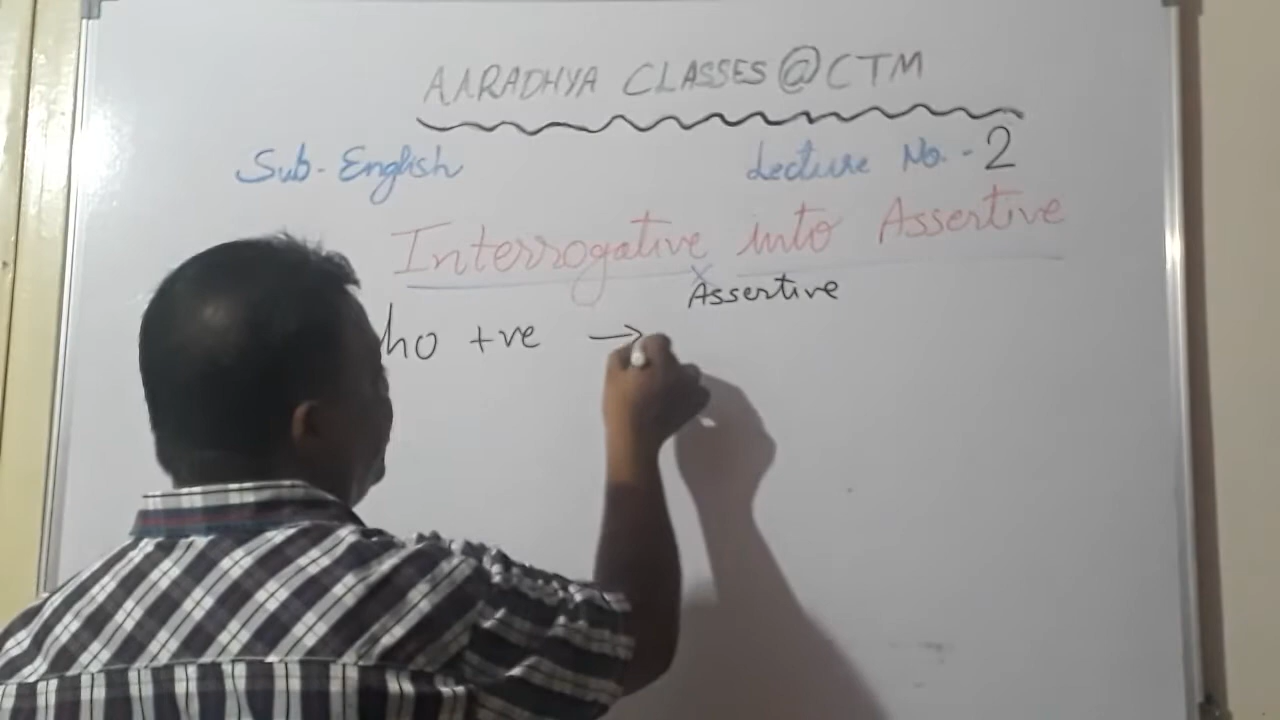 AARADHYA CLASSES @ CTM
Sub- English Lecture No. - 2
Interrogative into Assertive
Assertive
ho +ve →